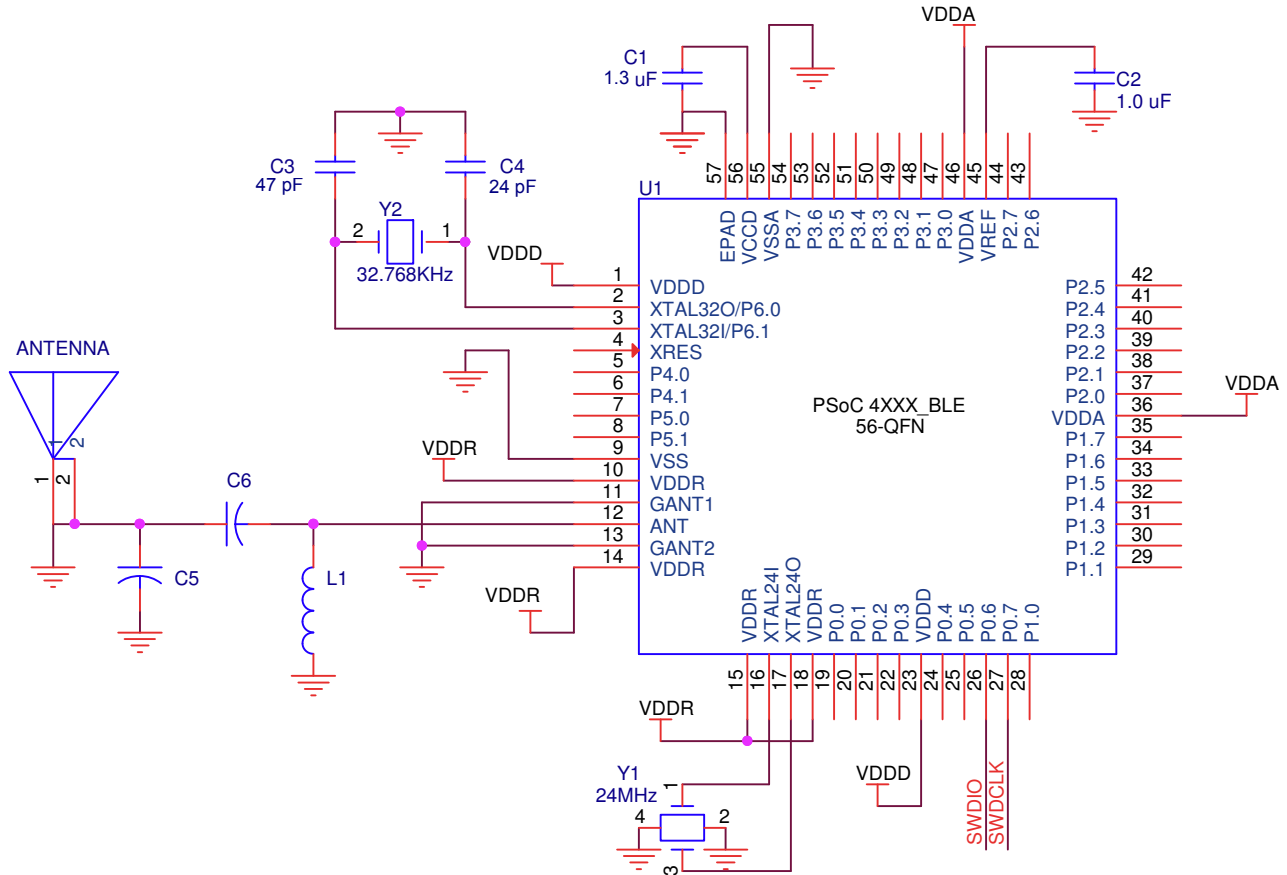 VDDA
C1
1.3 uF
C2
1.0 uF
C3
47 pF
C4
24 pF
Y2
2
1
32.768KHz
57
56
55
54
53
52
51
50
49
48
47
46
45
44
43
U1
EPAD
VCCD
VSSA
P3.7
P3.6
P3.5
P3.4
P3.3
P3.2
P3.1
P3.0
VDDA
VREF
P2.7
P2.6
VDDD
1 VDDD
2 XTAL32O/P6.0
3 XTAL32I/P6.1
4 XRES
5 P4.0
6 P4.1
7 P5.0
8 P5.1
9 VSS
10 VDDR
11 GANT1
12 ANT
13 GANT2
14 VDDR
PSoC 4XXX_BLE
56-QFN
P2.5 42
P2.4 41
P2.3 40
P2.2 39
P2.1 38
P2.0 37
VDDA 36
P1.7 35
P1.6 34
P1.5 33
P1.4 32
P1.3 31
P1.2 30
P1.1 29
VDDA
ANTENNA
1
2
1
2
C6
C5
L1
VDDR
VDDR
VDDR
XTAL24I
XTAL24O
VDDR
P0.0
P0.1
P0.2
P0.3
VDDD
P0.4
P0.5
P0.6
P0.7
P1.0
15
16
17
18
19
20
21
22
23
24
25
26
27
28
VDDR
Y1
24MHz
1
4
2
3
VDDD
SWDIO
SWDCLK